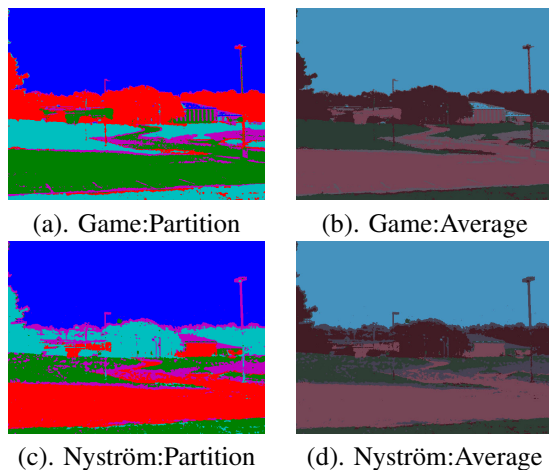 (a). Game:Partition
(b). Game:Average
(c). Nyström:Partition
(d). Nyström:Average